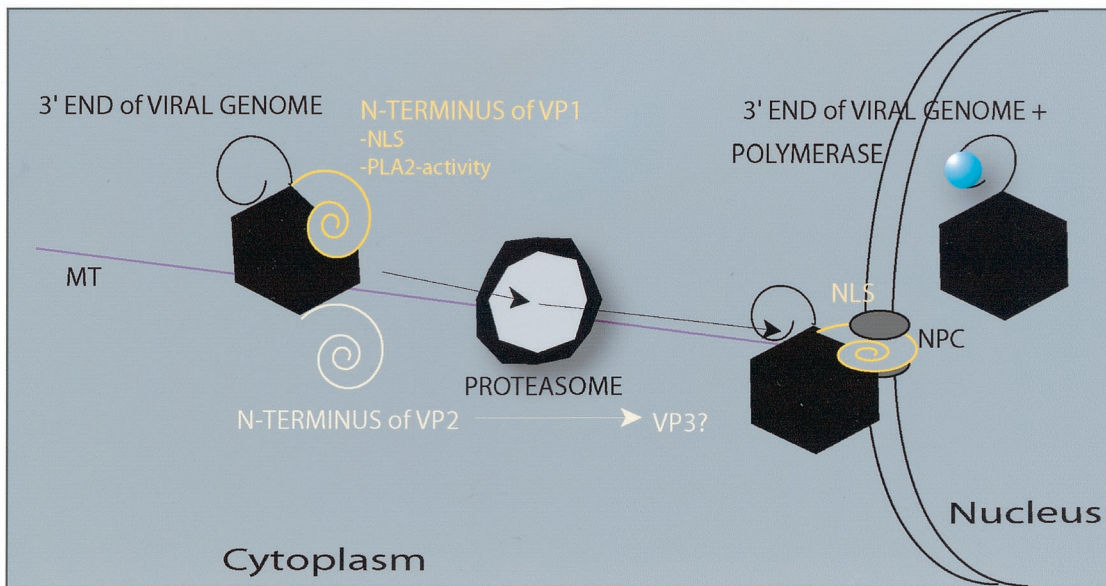 3' END of VIRAL GENOME
N-TERMINUS of VP1
-NLS
-PLA2-activity
3' END of VIRAL GENOME +
POLYMERASE
MT
NLS
NPC
PROTEASOME
N-TERMINUS of VP2
VP3?
Nucleus
Cytoplasm